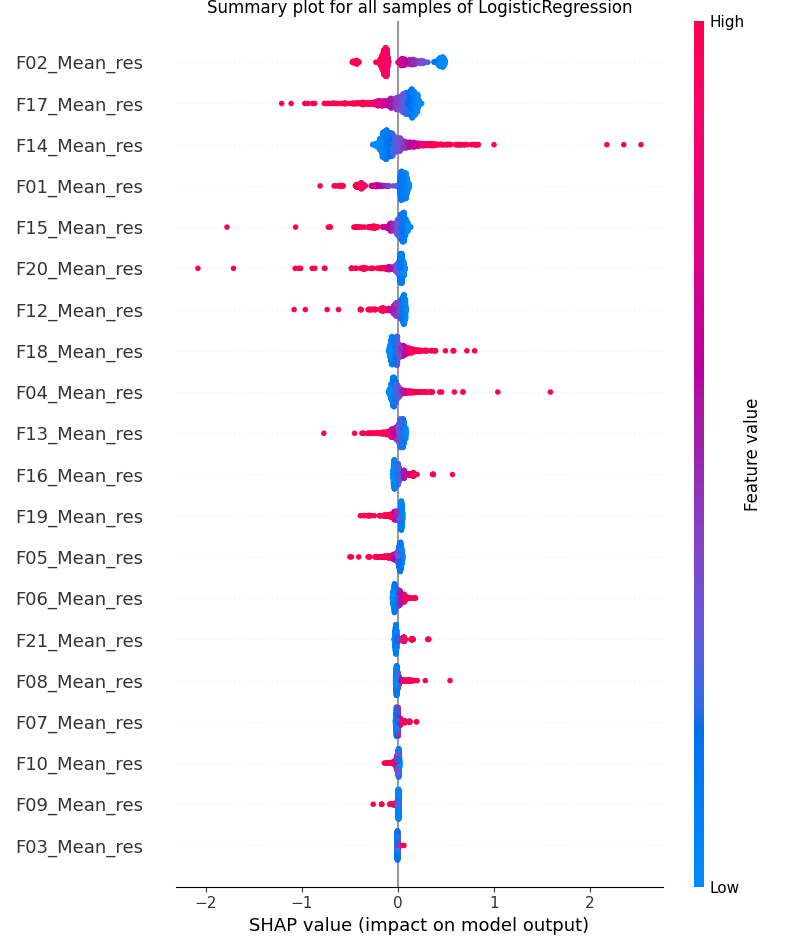 Summary plot for all samples of LogisticRegression
High
F02_Mean_res
F17_Mean_res
F14_Mean_res
F01_Mean_res
F15_Mean_res
F20_Mean_res
F12_Mean_res
F18_Mean_res
F04_Mean_res
F13_Mean_res
F16_Mean_res
F19_Mean_res
F05_Mean_res
F06_Mean_res
F21_Mean_res
F08_Mean_res
F07_Mean_res
F10_Mean_res
F09_Mean_res
F03_Mean_res
Feature value
Low
−2 −1 0 1 2
SHAP value (impact on model output)